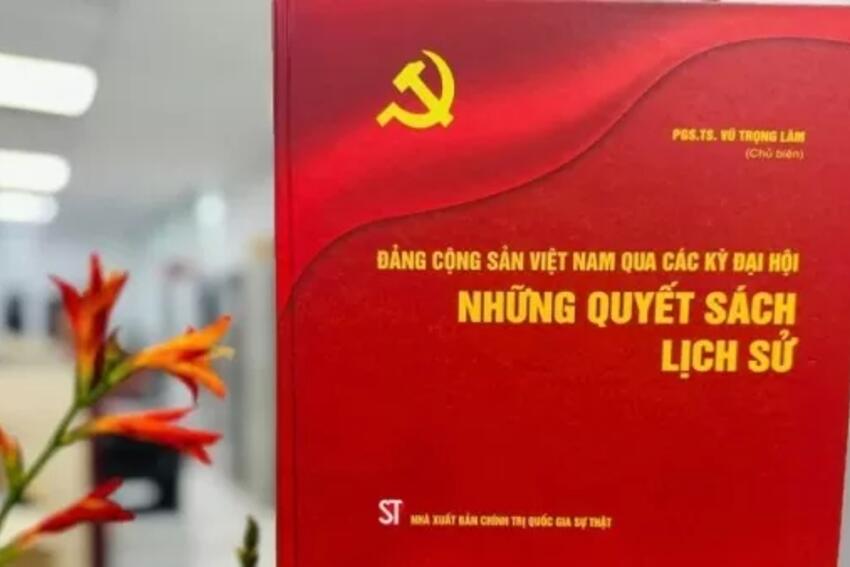 PGS.TS. VŨ TRỌNG LÂM
(Chủ biên)
ĐẢNG CỘNG SẢN VIỆT NAM QUA CÁC KỲ ĐẠI HỘI
NHỮNG QUYẾT SÁCH
LỊCH SỬ
ST NHÀ XUẤT BẢN CHÍNH TRỊ QUỐC GIA SỰ THẬT